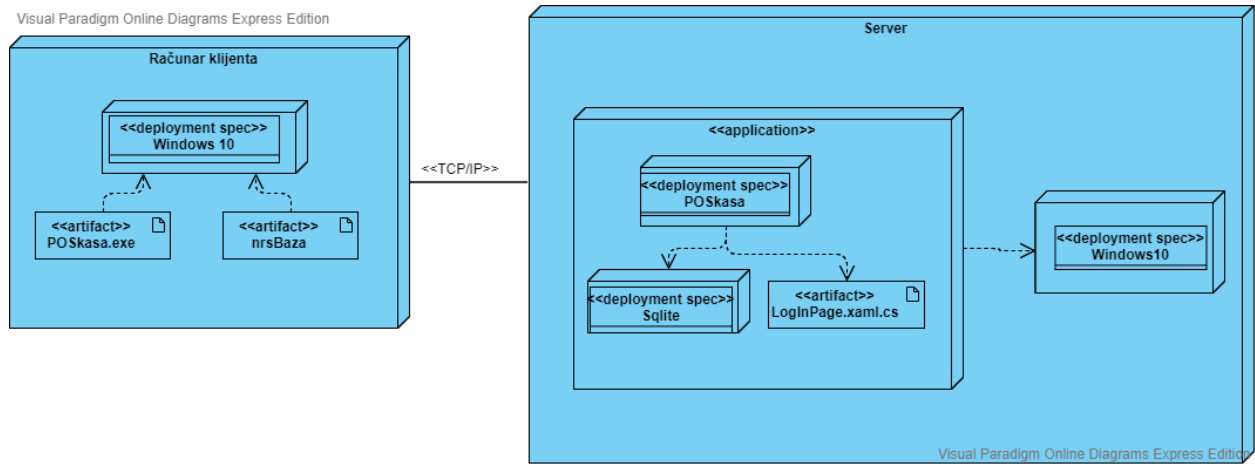 Visual Paradigm Online Diagrams Express Edition
Računar klijenta
<<deployment spec>>
Windows 10
<<artifact>>
POSkasa.exe
<<artifact>>
nrsBaza
<<TCP/IP>>
Server
<<application>>
<<deployment spec>>
POSkasa
<<deployment spec>>
Sqlite
<<artifact>>
LogInPage.xaml.cs
<<deployment spec>>
Windows10
Visual Paradigm Online Diagrams Express Edition